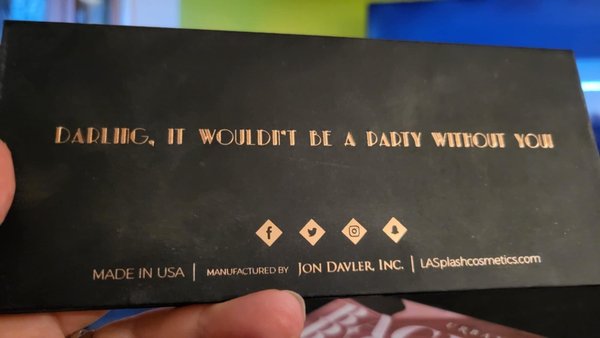 DARLING, IT WOULDN'T BE A PARTY WITHOUT YOU!
MADE IN USA | MANUFACTURED BY JON DAVLER, INC. | LASplashcosmetics.com